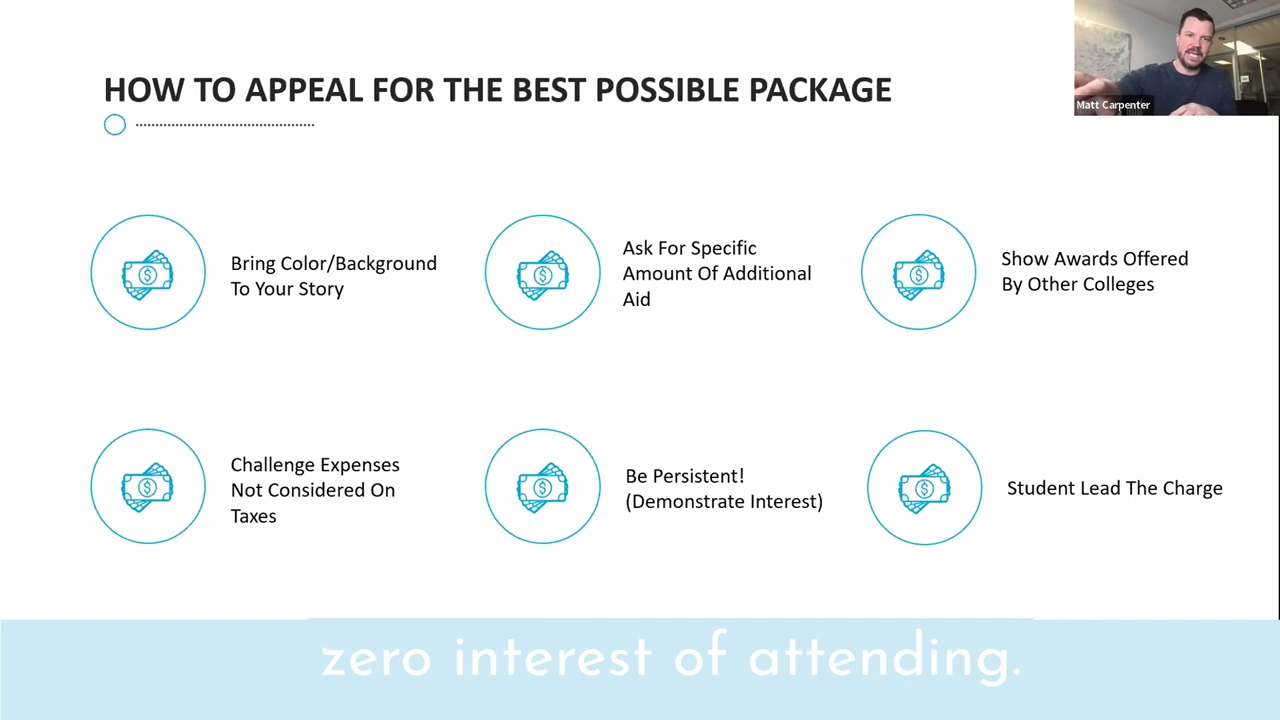 HOW TO APPEAL FOR THE BEST POSSIBLE PACKAGE
Matt Carpenter
Bring Color/Background
To Your Story
Ask For Specific
Amount Of Additional
Aid
Show Awards Offered
By Other Colleges
Challenge Expenses
Not Considered On
Taxes
Be Persistent!
(Demonstrate Interest)
Student Lead The Charge
zero interest of attending.